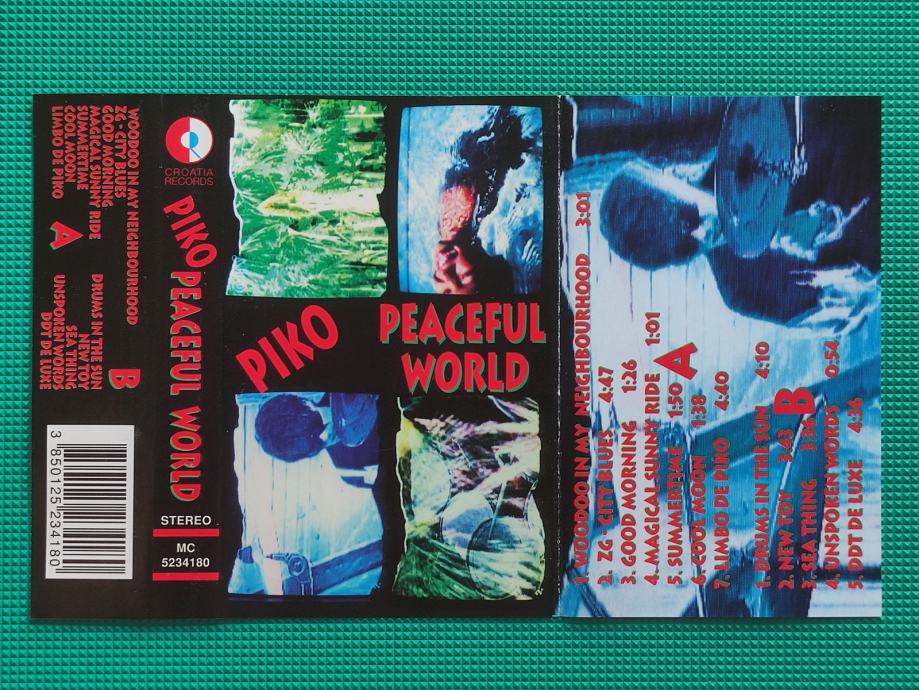 WOODOO IN MY NEIGHBOURHOOD
ZG - CITY BLUES
GOOD MORNING
MAGICAL SUNNY RIDE
SUMMERTIME
COOL MOON
LIMBO DE PIKO
A
B
DRUMS IN THE SUN
NEW TOY
SEA THING
UNSPOKEN WORDS
DDT DE LUXE
3 850125 234180
CROATIA
RECORDS
PIKO PEACEFUL WORLD
STEREO
MC
5234180
PIKO
PEACEFUL
WORLD
1. WOODOO IN MY NEIGHBOURHOOD 3:01
2. ZG - CITY BLUES 4:47
3. GOOD MORNING 1:26
4. MAGICAL SUNNY RIDE 1:01
5. SUMMERTIME 1:50
6. COOL MOON 1:38
7. LIMBO DE PIKO 4:40
A
1. DRUMS IN THE SUN 4:10
2. NEW TOY 3:43
3. SEA THING 3:36
4. UNSPOKEN WORDS 0:54
5. DDT DE LUXE 4:36
B